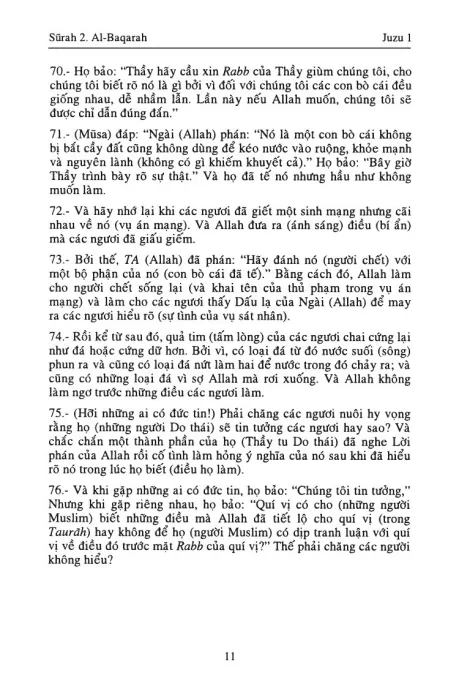 Sūrah 2. Al-Baqarah Juzu 1
70.- Họ bảo: “Thầy hãy cầu xin Rabb của Thầy giùm chúng tôi, cho
chúng tôi biết rõ nó là gì bởi vì đối với chúng tôi các con bò cái đều
giống nhau, dễ nhầm lẫn. Lần này nếu Allah muốn, chúng tôi sẽ
được chỉ dẫn đúng đắn.”
71.- (Mūsa) đáp: “Ngài (Allah) phán: “Nó là một con bò cái không
bị bắt cầy đất cũng không dùng để kéo nước vào ruộng, khỏe mạnh
và nguyên lành (không có gì khiếm khuyết cả).” Họ bảo: “Bây giờ
Thầy trình bày rõ sự thật.” Và họ đã tế nó nhưng hầu như không
muốn làm.
72.- Và hãy nhớ lại khi các ngươi đã giết một sinh mạng nhưng cãi
nhau về nó (vụ án mạng). Và Allah đưa ra (ánh sáng) điều (bí ẩn)
mà các ngươi đã giấu giếm.
73.- Bởi thế, TA (Allah) đã phán: “Hãy đánh nó (người chết) với
một bộ phận của nó (con bò cái đã tế).” Bằng cách đó, Allah làm
cho người chết sống lại (và khai tên của thủ phạm trong vụ án
mạng) và làm cho các ngươi thấy Dấu lạ của Ngài (Allah) để may
ra các ngươi hiểu rõ (sự tình của vụ sát nhân).
74.- Rồi kể từ sau đó, quả tim (tấm lòng) của các ngươi chai cứng lại
như đá hoặc cứng dữ hơn. Bởi vì, có loại đá từ đó nước suối (sông)
phun ra và cũng có loại đá nứt làm hai để nước trong đó chảy ra; và
cũng có những loại đá vì sợ Allah mà rơi xuống. Và Allah không
làm ngơ trước những điều các ngươi làm.
75.- (Hỡi những ai có đức tin!) Phải chăng các ngươi nuôi hy vọng
rằng họ (những người Do thái) sẽ tin tưởng các ngươi hay sao? Và
chắc chắn một thành phần của họ (Thầy tu Do thái) đã nghe Lời
phán của Allah rồi cố tình làm hỏng ý nghĩa của nó sau khi đã hiểu
rõ nó trong lúc họ biết (điều họ làm).
76.- Và khi gặp những ai có đức tin, họ bảo: “Chúng tôi tin tưởng,”
Nhưng khi gặp riêng nhau, họ bảo: “Quí vị có cho (những người
Muslim) biết những điều mà Allah đã tiết lộ cho quí vị (trong
Taurāh) hay không để họ (người Muslim) có dịp tranh luận với quí
vị về điều đó trước mặt Rabb của quí vị?” Thế phải chăng các người
không hiểu?
11